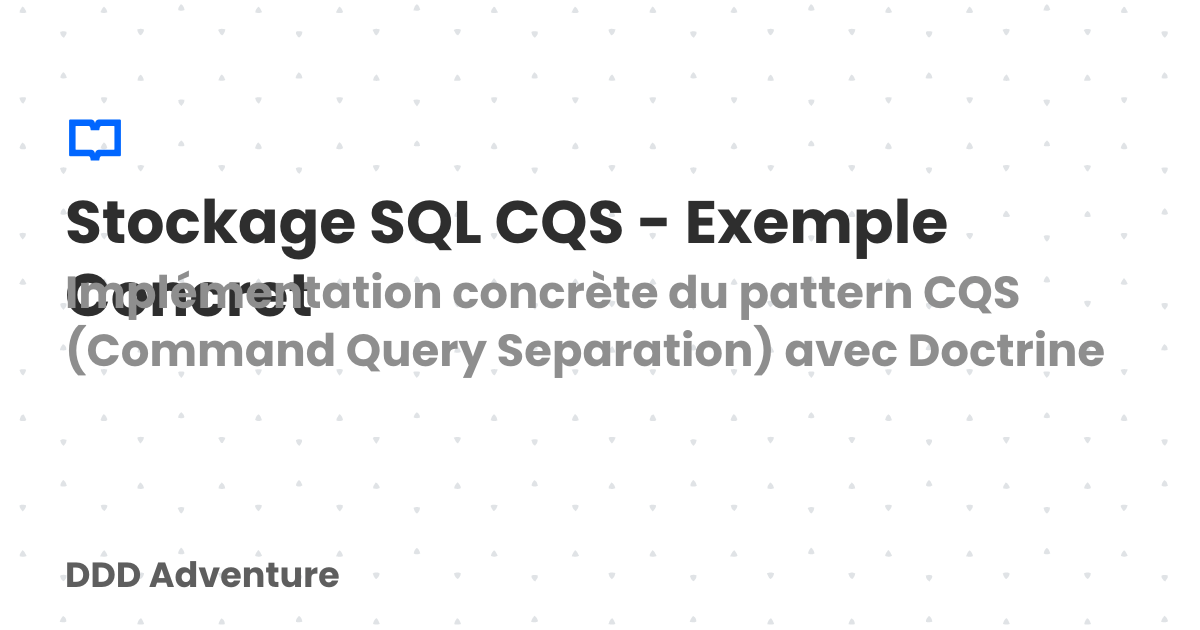 Stockage SQL CQS - Exemple
Concret
Implémentation concrète du pattern CQS
(Command Query Separation) avec Doctrine
DDD Adventure